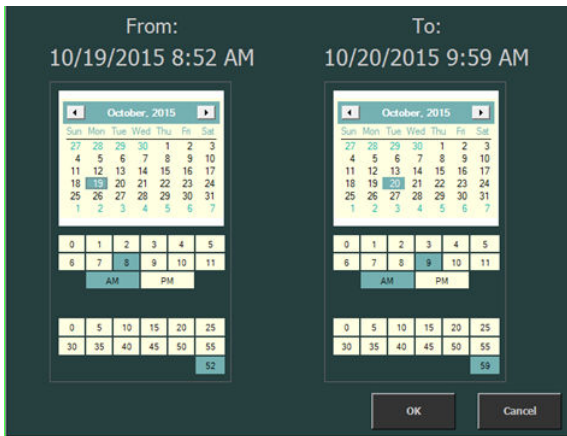 From:
10/19/2015 8:52 AM
October, 2015
Sun Mon Tue Wed Thu Fri Sat
27 28 29 30 1 2 3
4 5 6 7 8 9 10
11 12 13 14 15 16 17
18 19 20 21 22 23 24
25 26 27 28 29 30 31
1 2 3 4 5 6 7
0 1 2 3 4 5
6 7 8 9 10 11
AM PM
0 5 10 15 20 25
30 35 40 45 50 55
52
To:
10/20/2015 9:59 AM
October, 2015
Sun Mon Tue Wed Thu Fri Sat
27 28 29 30 1 2 3
4 5 6 7 8 9 10
11 12 13 14 15 16 17
18 19 20 21 22 23 24
25 26 27 28 29 30 31
1 2 3 4 5 6 7
0 1 2 3 4 5
6 7 8 9 10 11
AM PM
0 5 10 15 20 25
30 35 40 45 50 55
59
OK Cancel